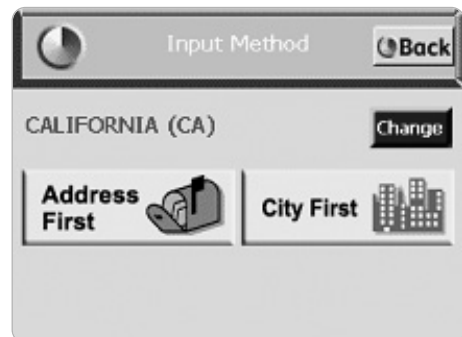 Input Method
Back
CALIFORNIA (CA)
Change
Address
First
City First